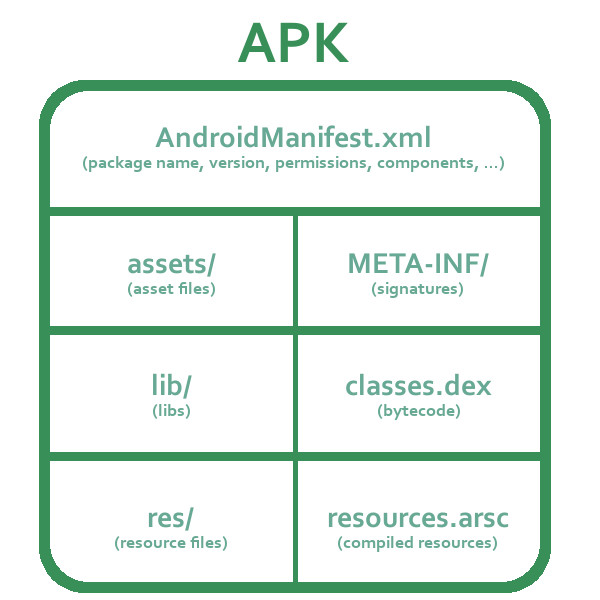 APK
AndroidManifest.xml
(package name, version, permissions, components, ...)
assets/
(asset files)
META-INF/
(signatures)
lib/
(libs)
classes.dex
(bytecode)
res/
(resource files)
resources.arsc
(compiled resources)